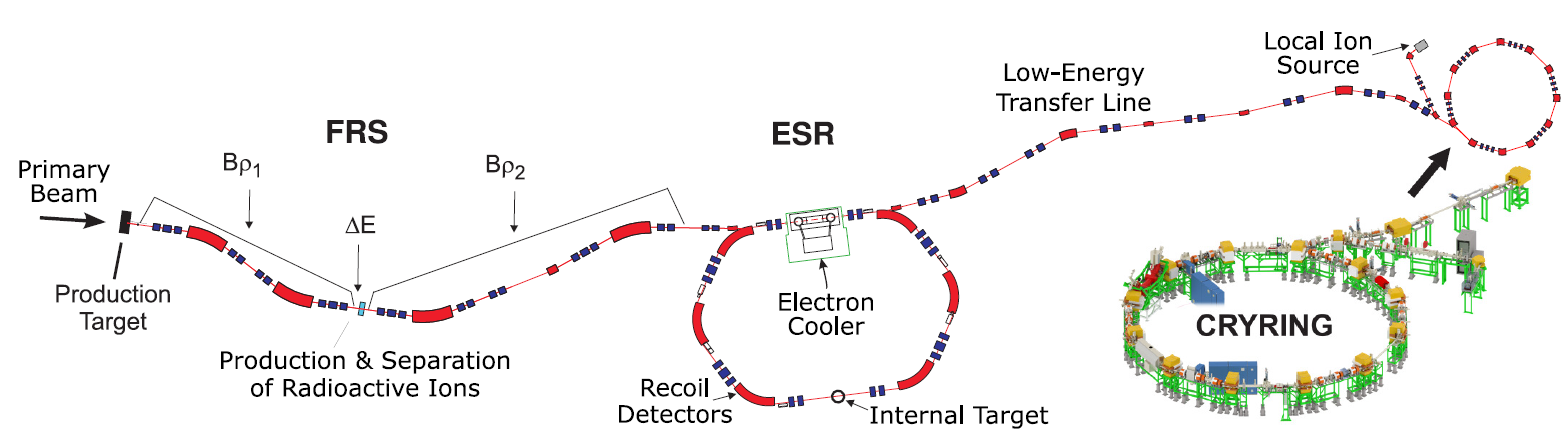 Primary
Beam
Production
Target
FRS
Bρ1
ΔE
Bρ2
Production & Separation
of Radioactive Ions
ESR
Electron
Cooler
Recoil
Detectors
Internal Target
Low-Energy
Transfer Line
Local Ion
Source
CRYRING